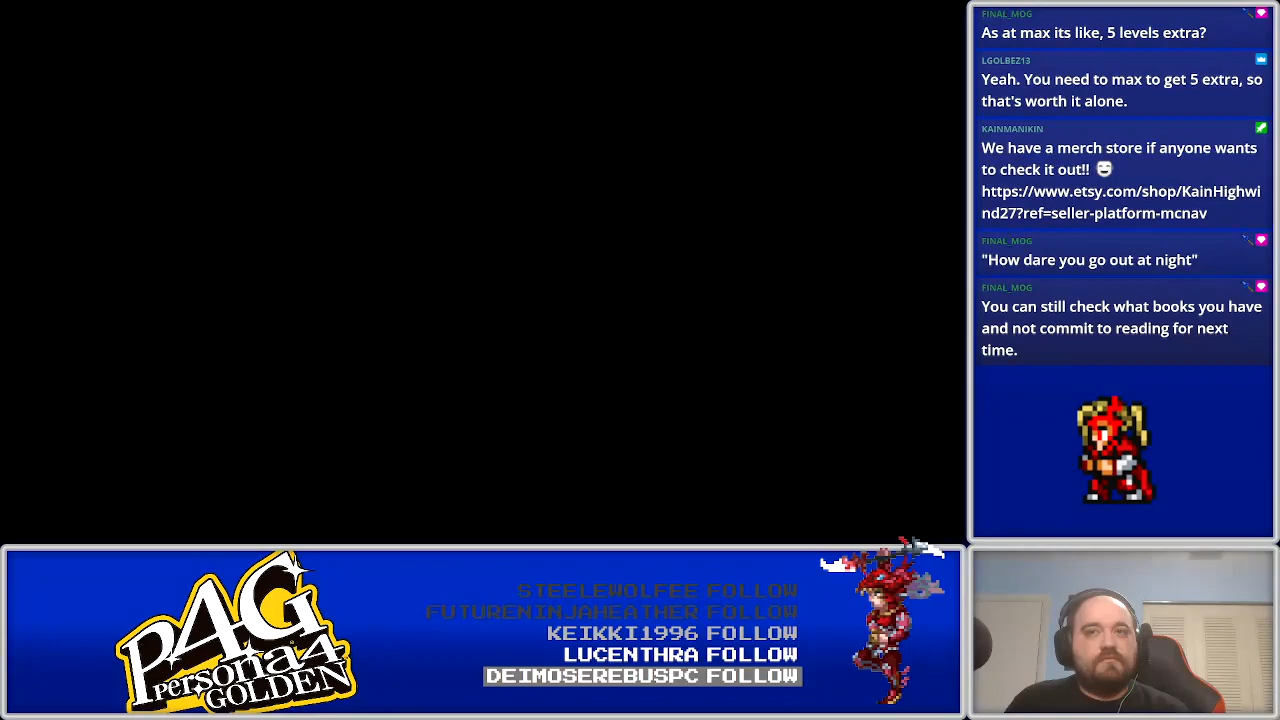 FINAL_MOG
As at max its like, 5 levels extra?
LGOLBEZ13
Yeah. You need to max to get 5 extra, so
that's worth it alone.
KAINMANIKIN
We have a merch store if anyone wants
to check it out!!
https://www.etsy.com/shop/KainHighwi
nd27?ref=seller-platform-mcnav
FINAL_MOG
"How dare you go out at night"
FINAL_MOG
You can still check what books you have
and not commit to reading for next
time.
P4G
Persona4
GOLDEN
STEELEWOLFEE FOLLOW
FUTURENINJAHEATHER FOLLOW
KEIKKI1996 FOLLOW
LUCENTHRA FOLLOW
DEIMOSEREBUSPC FOLLOW